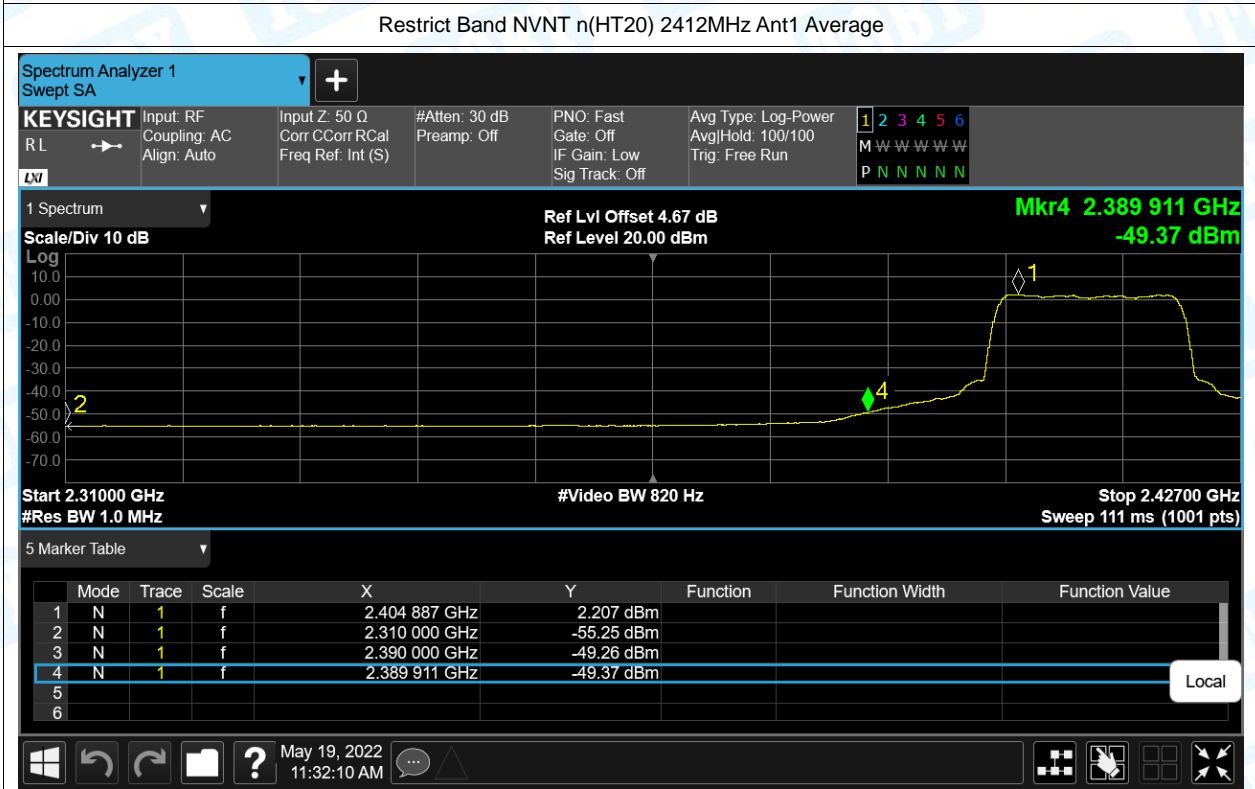 Restrict Band NVNT n(HT20) 2412MHz Ant1 Average
Spectrum Analyzer 1
Swept SA
+
KEYSIGHT Input: RF Input Z: 50 Ω #Atten: 30 dB PNO: Fast Avg Type: Log-Power 1 2 3 4 5 6
R L Coupling: AC Corr CCorr RCal Preamp: Off Gate: Off Avg|Hold: 100/100 M W W W W W
Align: Auto Freq Ref: Int (S) IF Gain: Low Trig: Free Run
LXI Sig Track: Off P N N N N N
1 Spectrum Ref Lvl Offset 4.67 dB Mkr4 2.389 911 GHz
Scale/Div 10 dB Ref Level 20.00 dBm -49.37 dBm
Log
10.0
0.00
-10.0
-20.0
-30.0
-40.0
-50.0
-60.0
-70.0
1
2
4
Start 2.31000 GHz #Video BW 820 Hz Stop 2.42700 GHz
#Res BW 1.0 MHz Sweep 111 ms (1001 pts)
5 Marker Table
Mode Trace Scale X Y Function Function Width Function Value
1 N 1 f 2.404 887 GHz 2.207 dBm
2 N 1 f 2.310 000 GHz -55.25 dBm
3 N 1 f 2.390 000 GHz -49.26 dBm
4 N 1 f 2.389 911 GHz -49.37 dBm
5
6
Local
? May 19, 2022
11:32:10 AM